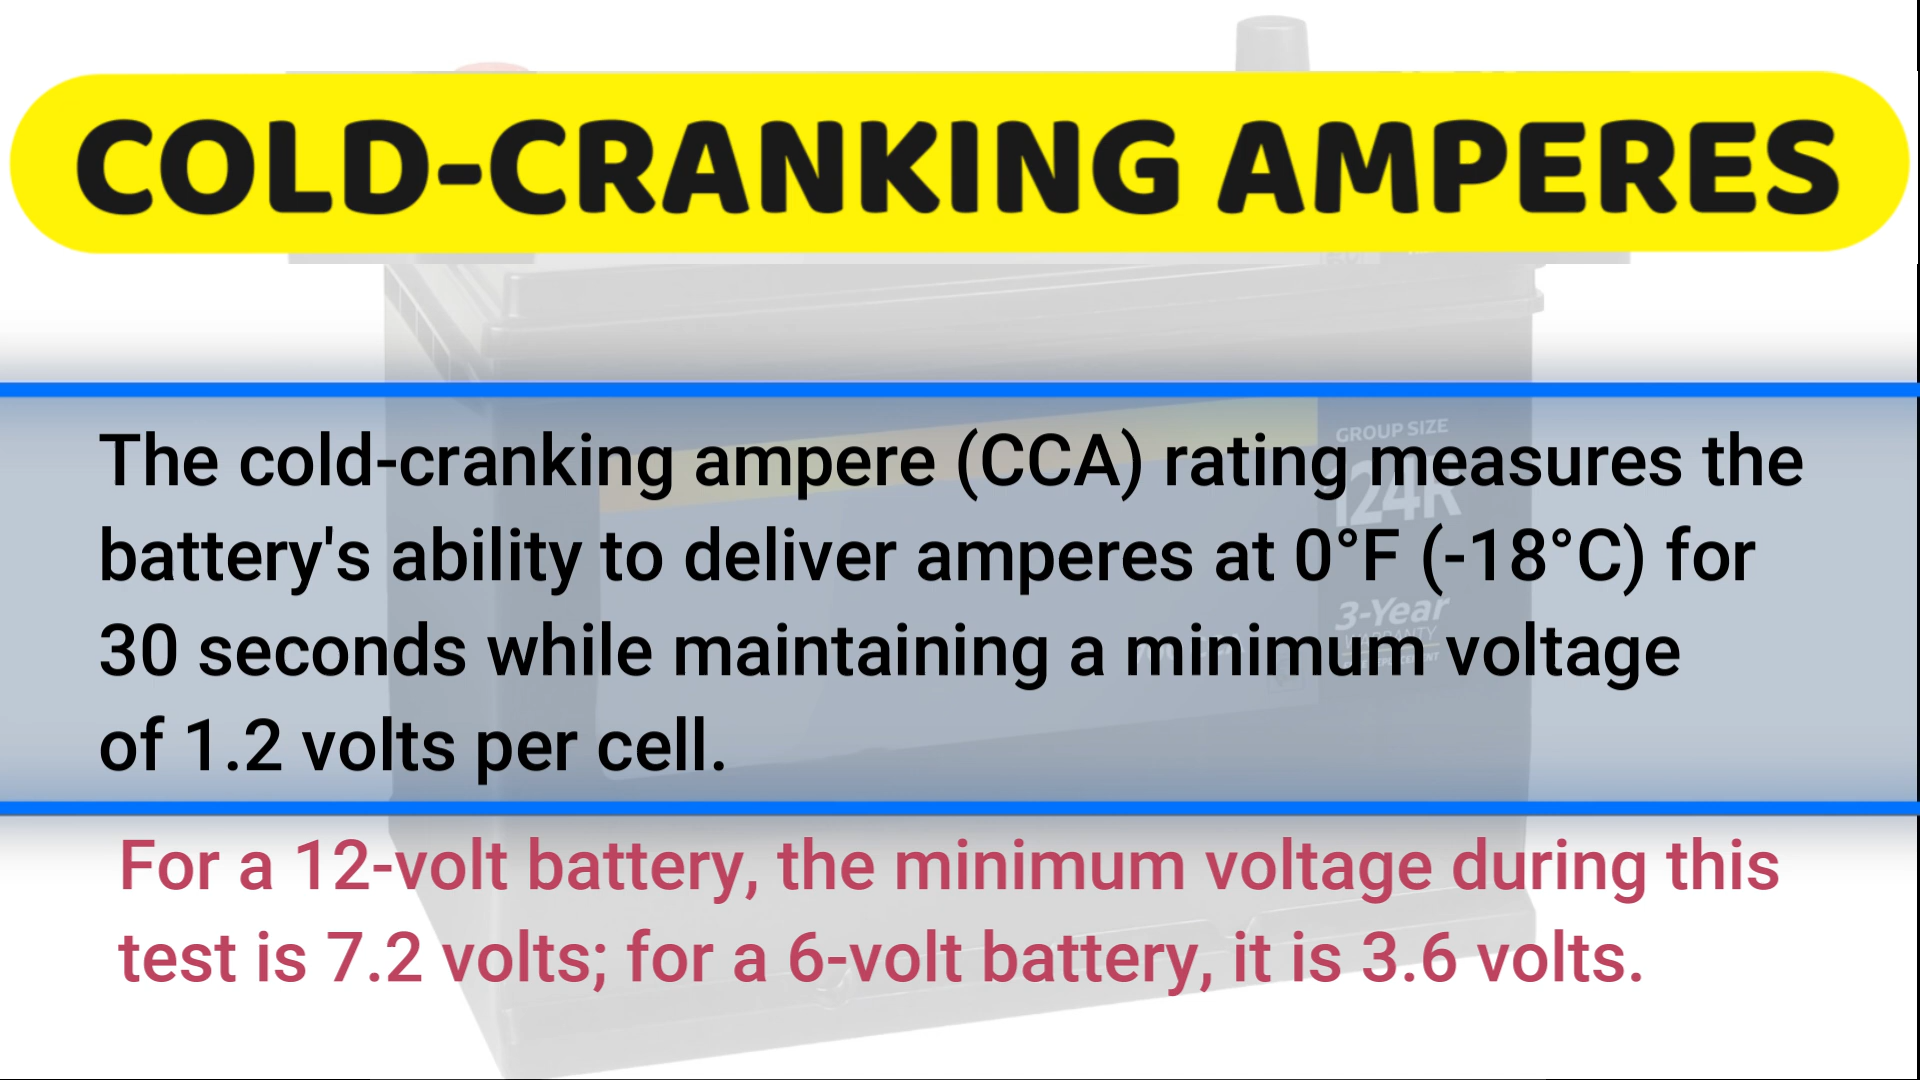 COLD-CRANKING AMPERES
The cold-cranking ampere (CCA) rating measures the
battery's ability to deliver amperes at 0°F (-18°C) for
30 seconds while maintaining a minimum voltage
of 1.2 volts per cell.
For a 12-volt battery, the minimum voltage during this
test is 7.2 volts; for a 6-volt battery, it is 3.6 volts.
GROUP SIZE
124R
3-Year
WARRANTY